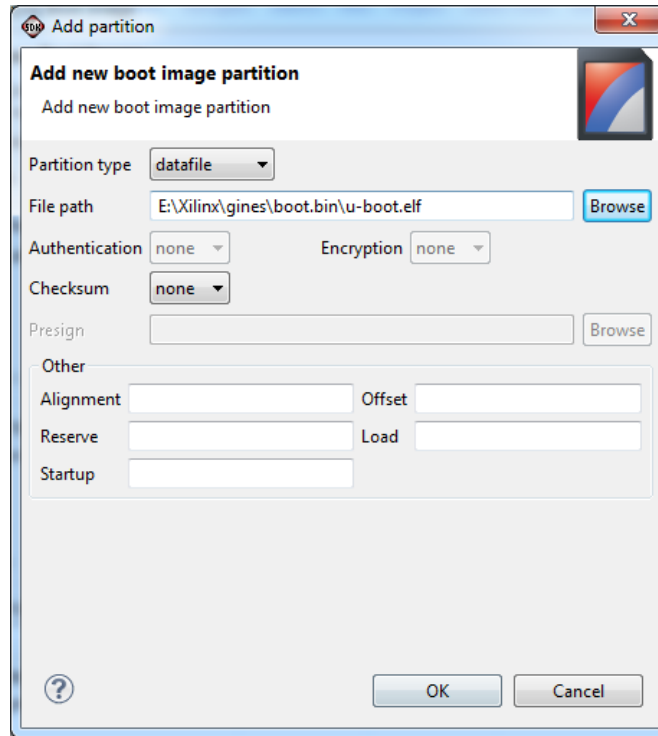 SDK Add partition
Add new boot image partition
Add new boot image partition
Partition type datafile
File path E:\Xilinx\gines\boot.bin\u-boot.elf Browse
Authentication none Encryption none
Checksum none
Presign Browse
Other
Alignment Offset
Reserve Load
Startup
? OK Cancel